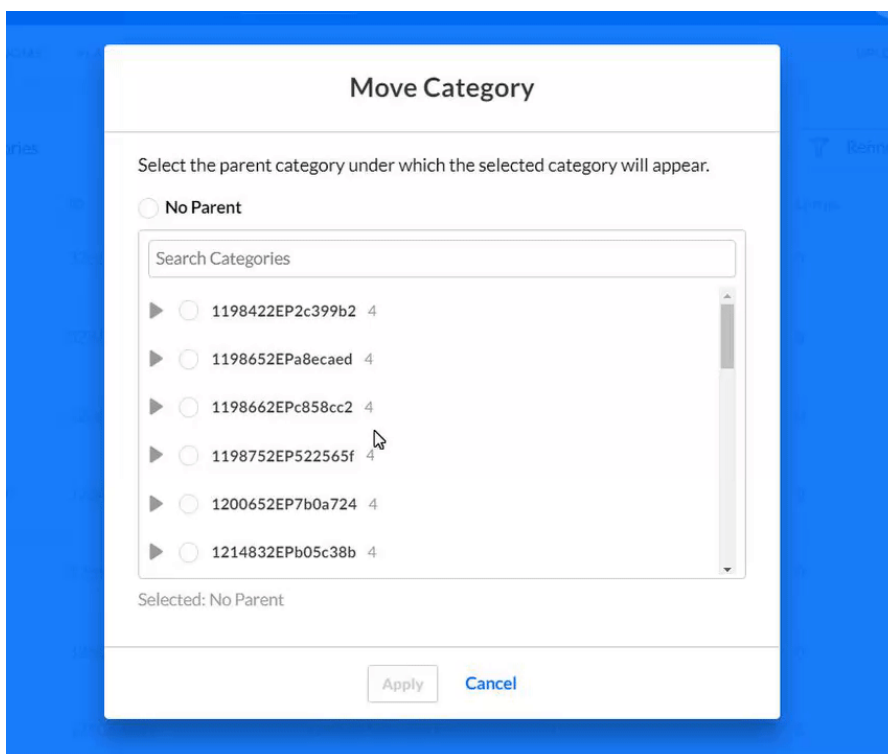 Move Category
Select the parent category under which the selected category will appear.
No Parent
Search Categories
1198422EP2c399b2 4
1198652EPa8ecaed 4
1198662EPc858cc2 4
1198752EP522565f 4
1200652EP7b0a724 4
1214832EPb05c38b 4
Selected: No Parent
Apply Cancel